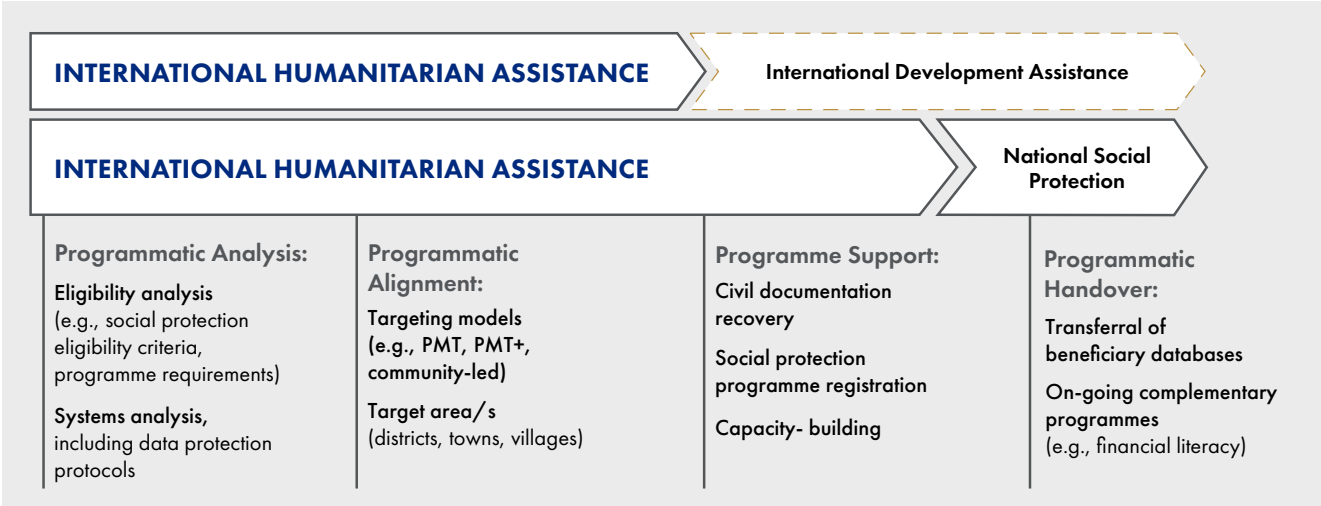 INTERNATIONAL HUMANITARIAN ASSISTANCE
International Development Assistance
INTERNATIONAL HUMANITARIAN ASSISTANCE
National Social
Protection
Programmatic Analysis:
Eligibility analysis
(e.g., social protection
eligibility criteria,
programme requirements)
Systems analysis,
including data protection
protocols
Programmatic
Alignment:
Targeting models
(e.g., PMT, PMT+,
community-led)
Target area/s
(districts, towns, villages)
Programme Support:
Civil documentation
recovery
Social protection
programme registration
Capacity- building
Programmatic
Handover:
Transferral of
beneficiary databases
On-going complementary
programmes
(e.g., financial literacy)